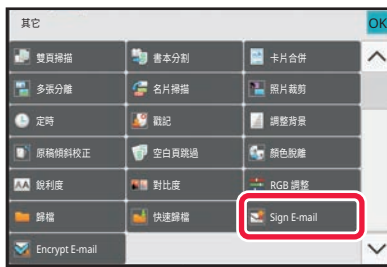 其它 OK
雙頁掃描 書本分割 卡片合併
多張分離 名片掃描 照片裁剪
定時 戳記 調整背景
原稿傾斜校正 空白頁跳過 顏色脫離
AA 銳利度 對比度 RGB 調整
歸檔 快速歸檔 Sign E-mail
Encrypt E-mail